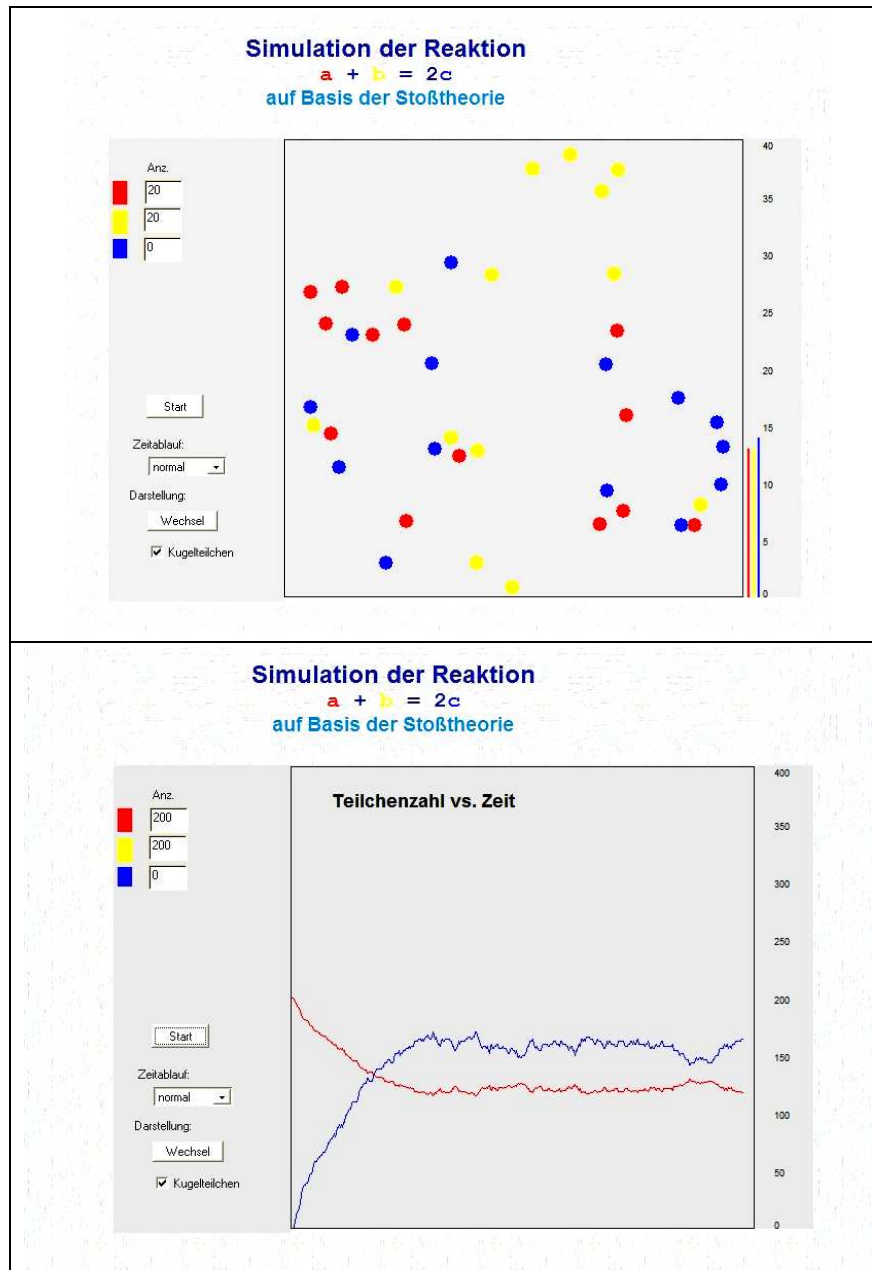 Simulation der Reaktion
a + b = 2c
auf Basis der Stoßtheorie
Anz.
20
20
0
Start
Zeitablauf:
normal
Darstellung:
Wechsel
Kugelteilchen
40
35
30
25
20
15
10
5
0
Simulation der Reaktion
a + b = 2c
auf Basis der Stoßtheorie
Anz.
200
200
0
Start
Zeitablauf:
normal
Darstellung:
Wechsel
Kugelteilchen
Teilchenzahl vs. Zeit
400
350
300
250
200
150
100
50
0